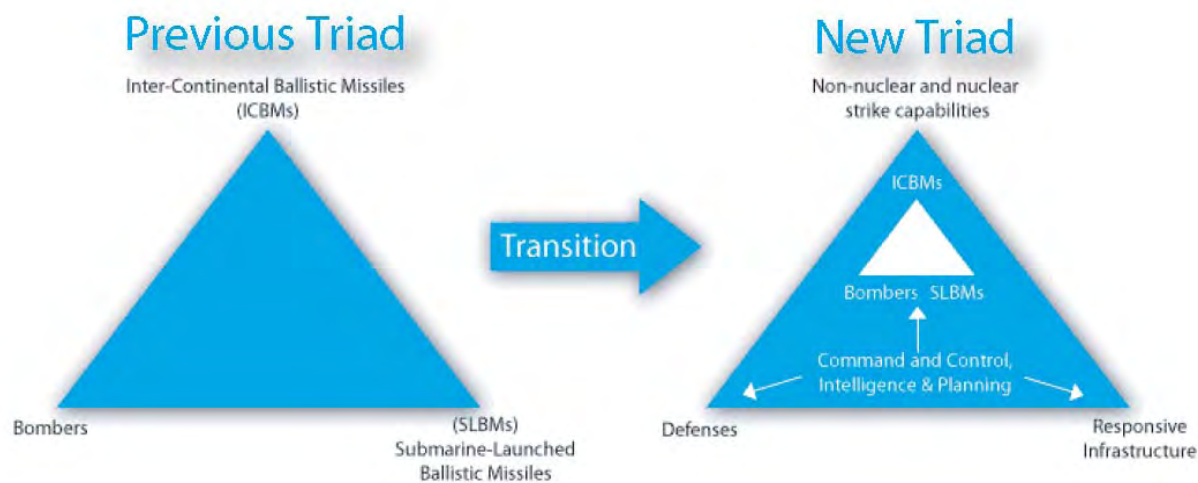 Previous Triad
Inter-Continental Ballistic Missiles
(ICBMs)
Bombers
(SLBMs)
Submarine-Launched
Ballistic Missiles
Transition
New Triad
Non-nuclear and nuclear
strike capabilities
ICBMs
Bombers SLBMs
Command and Control,
Intelligence & Planning
Defenses
Responsive
Infrastructure